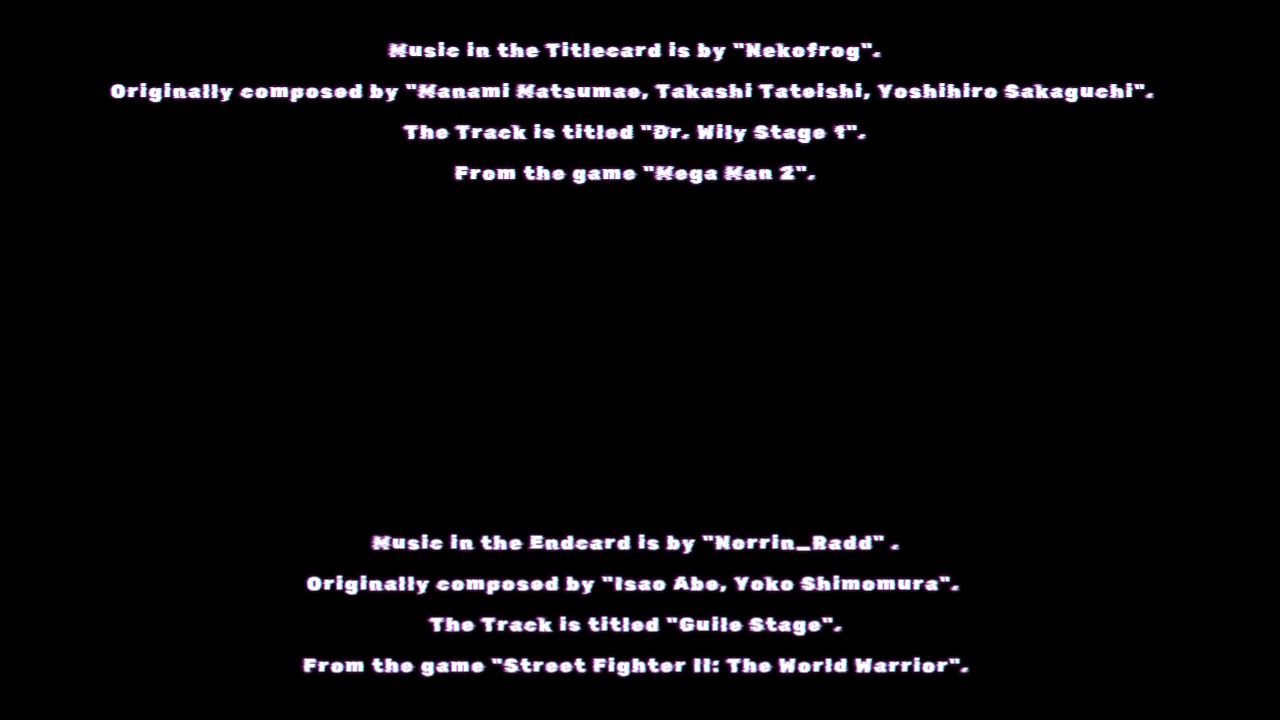 Music in the Titlecard is by "Nekofrog".
Originally composed by "Manami Matsumae, Takashi Tateishi, Yoshihiro Sakaguchi".
The Track is titled "Dr. Wily Stage 1".
From the game "Mega Man 2".
Music in the Endcard is by "Norrin_Radd" .
Originally composed by "Isao Abe, Yoko Shimomura".
The Track is titled "Guile Stage".
From the game "Street Fighter II: The World Warrior".